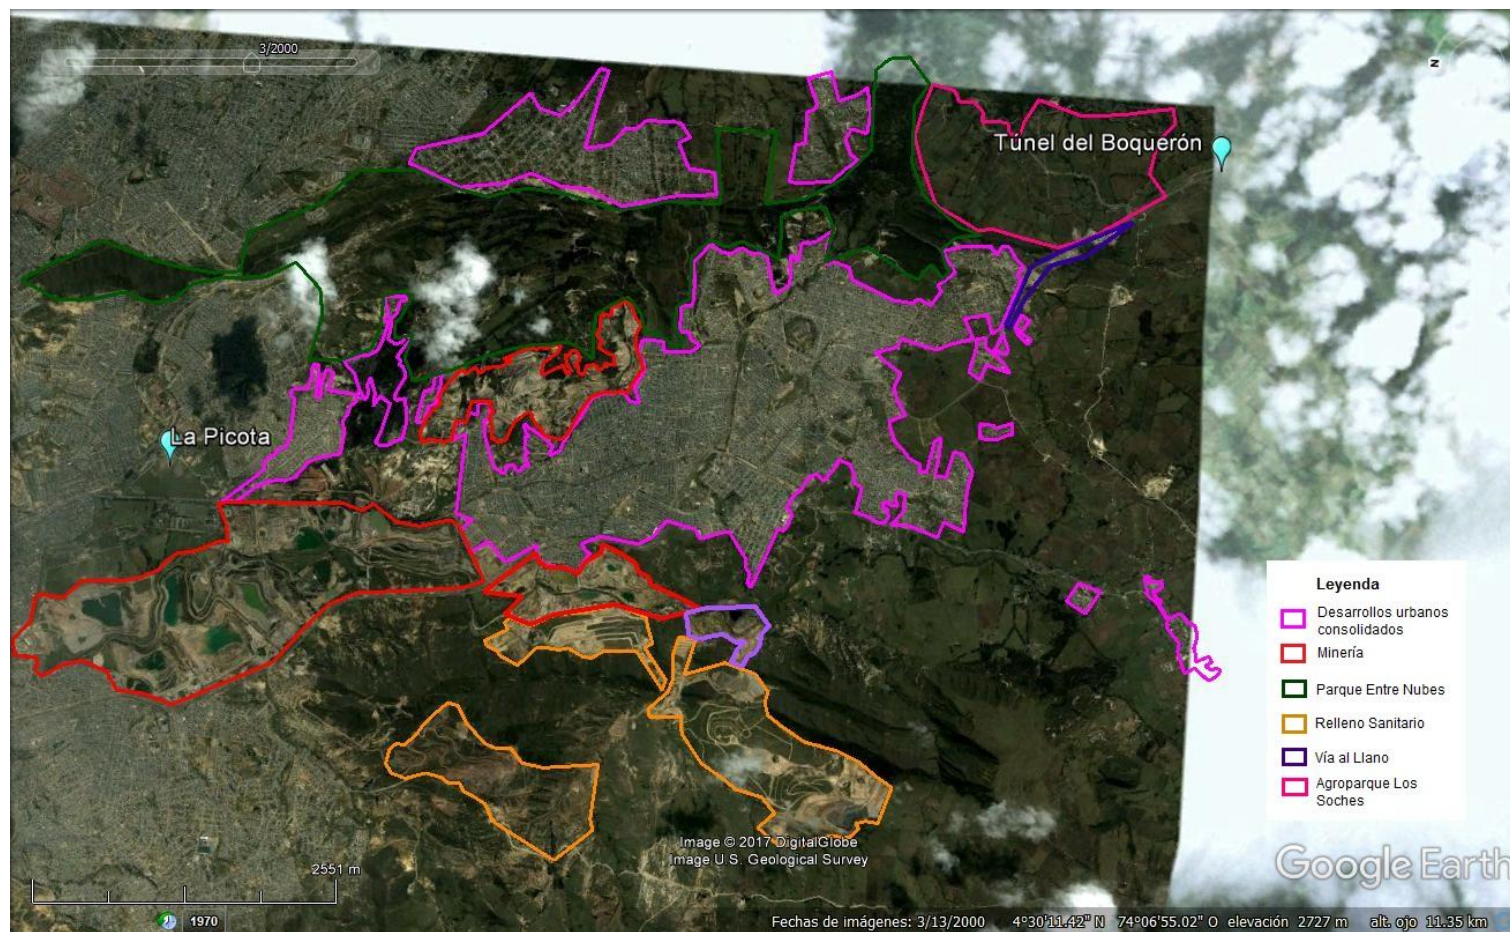 3/2000
N
Túnel del Boquerón
La Picota
Leyenda
Desarrollos urbanos
consolidados
Minería
Parque Entre Nubes
Relleno Sanitario
Vía al Llano
Agroparque Los
Soches
Image © 2017 DigitalGlobe
Image U.S. Geological Survey
Google Earth
2551 m
1970
Fechas de imágenes: 3/13/2000 4°30'11.42" N 74°06'55.02" O elevación 2727 m alt. ojo 11.35 km